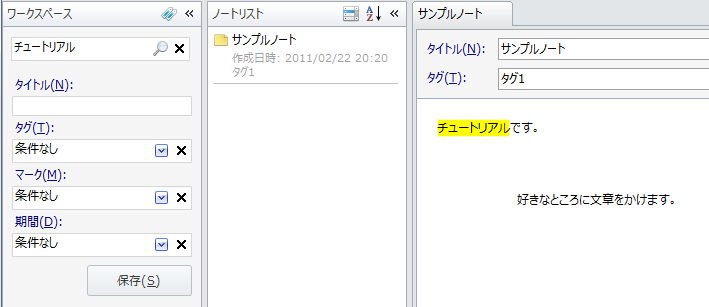 ワークスペース
チュートリアル
タイトル(N):
タグ(T):
条件なし
マーク(M):
条件なし
期間(D):
条件なし
保存(S)
ノートリスト
サンプルノート
作成日時: 2011/02/22 20:20
タグ1
サンプルノート
タイトル(N): サンプルノート
タグ(T): タグ1
チュートリアルです。
好きなところに文章をかけます。